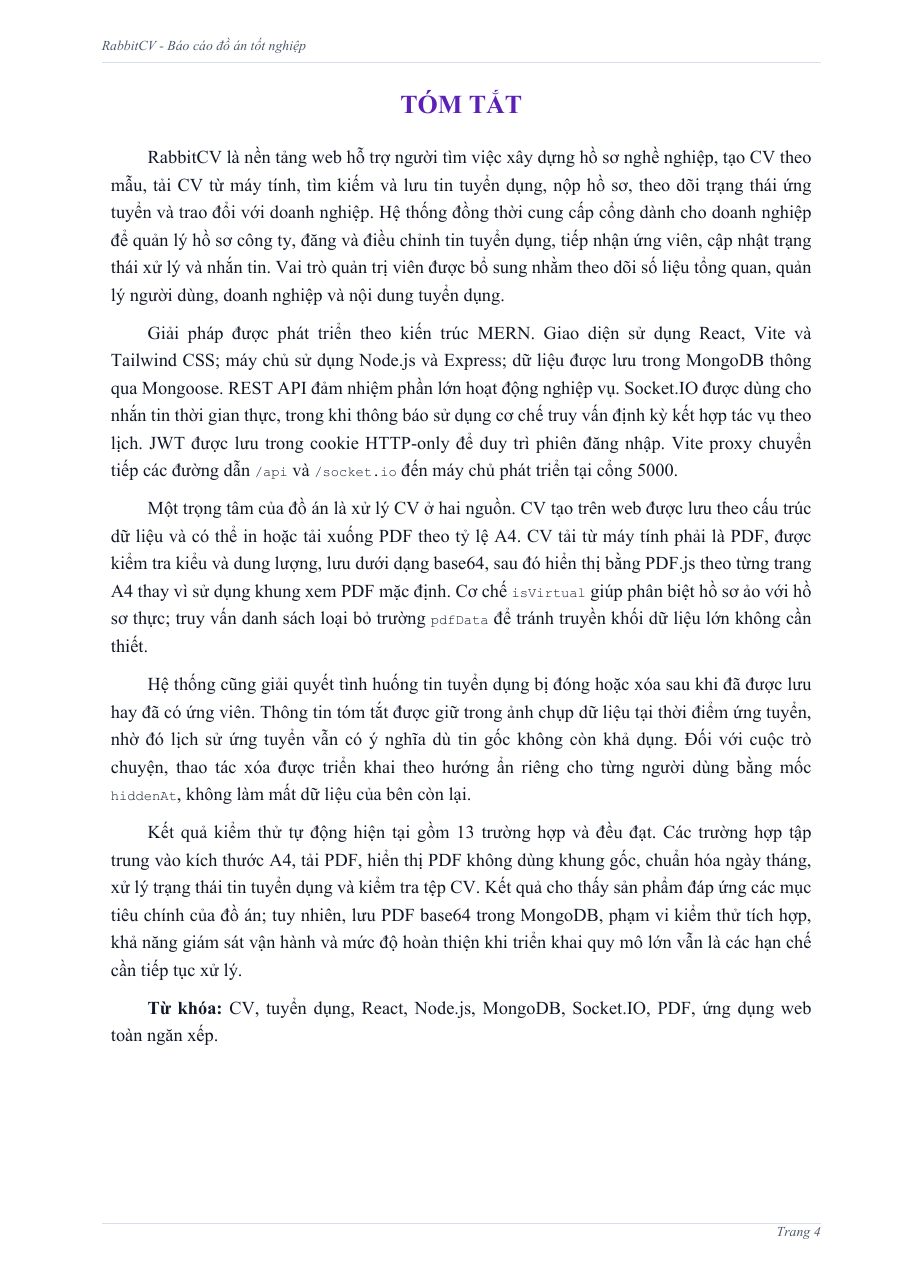 RabbitCV - Báo cáo đồ án tốt nghiệp
TÓM TẮT
RabbitCV là nền tảng web hỗ trợ người tìm việc xây dựng hồ sơ nghề nghiệp, tạo CV theo
mẫu, tải CV từ máy tính, tìm kiếm và lưu tin tuyển dụng, nộp hồ sơ, theo dõi trạng thái ứng
tuyển và trao đổi với doanh nghiệp. Hệ thống đồng thời cung cấp cổng dành cho doanh nghiệp
để quản lý hồ sơ công ty, đăng và điều chỉnh tin tuyển dụng, tiếp nhận ứng viên, cập nhật trạng
thái xử lý và nhắn tin. Vai trò quản trị viên được bổ sung nhằm theo dõi số liệu tổng quan, quản
lý người dùng, doanh nghiệp và nội dung tuyển dụng.
Giải pháp được phát triển theo kiến trúc MERN. Giao diện sử dụng React, Vite và
Tailwind CSS; máy chủ sử dụng Node.js và Express; dữ liệu được lưu trong MongoDB thông
qua Mongoose. REST API đảm nhiệm phần lớn hoạt động nghiệp vụ. Socket.IO được dùng cho
nhắn tin thời gian thực, trong khi thông báo sử dụng cơ chế truy vấn định kỳ kết hợp tác vụ theo
lịch. JWT được lưu trong cookie HTTP-only để duy trì phiên đăng nhập. Vite proxy chuyển
tiếp các đường dẫn /api và /socket.io đến máy chủ phát triển tại cổng 5000.
Một trọng tâm của đồ án là xử lý CV ở hai nguồn. CV tạo trên web được lưu theo cấu trúc
dữ liệu và có thể in hoặc tải xuống PDF theo tỷ lệ A4. CV tải từ máy tính phải là PDF, được
kiểm tra kiểu và dung lượng, lưu dưới dạng base64, sau đó hiển thị bằng PDF.js theo từng trang
A4 thay vì sử dụng khung xem PDF mặc định. Cơ chế isVirtual giúp phân biệt hồ sơ ảo với hồ
sơ thực; truy vấn danh sách loại bỏ trường pdfData để tránh truyền khối dữ liệu lớn không cần
thiết.
Hệ thống cũng giải quyết tình huống tin tuyển dụng bị đóng hoặc xóa sau khi đã được lưu
hay đã có ứng viên. Thông tin tóm tắt được giữ trong ảnh chụp dữ liệu tại thời điểm ứng tuyển,
nhờ đó lịch sử ứng tuyển vẫn có ý nghĩa dù tin gốc không còn khả dụng. Đối với cuộc trò
chuyện, thao tác xóa được triển khai theo hướng ẩn riêng cho từng người dùng bằng mốc
hiddenAt, không làm mất dữ liệu của bên còn lại.
Kết quả kiểm thử tự động hiện tại gồm 13 trường hợp và đều đạt. Các trường hợp tập
trung vào kích thước A4, tải PDF, hiển thị PDF không dùng khung gốc, chuẩn hóa ngày tháng,
xử lý trạng thái tin tuyển dụng và kiểm tra tệp CV. Kết quả cho thấy sản phẩm đáp ứng các mục
tiêu chính của đồ án; tuy nhiên, lưu PDF base64 trong MongoDB, phạm vi kiểm thử tích hợp,
khả năng giám sát vận hành và mức độ hoàn thiện khi triển khai quy mô lớn vẫn là các hạn chế
cần tiếp tục xử lý.
Từ khóa: CV, tuyển dụng, React, Node.js, MongoDB, Socket.IO, PDF, ứng dụng web
toàn ngăn xếp.
Trang 4